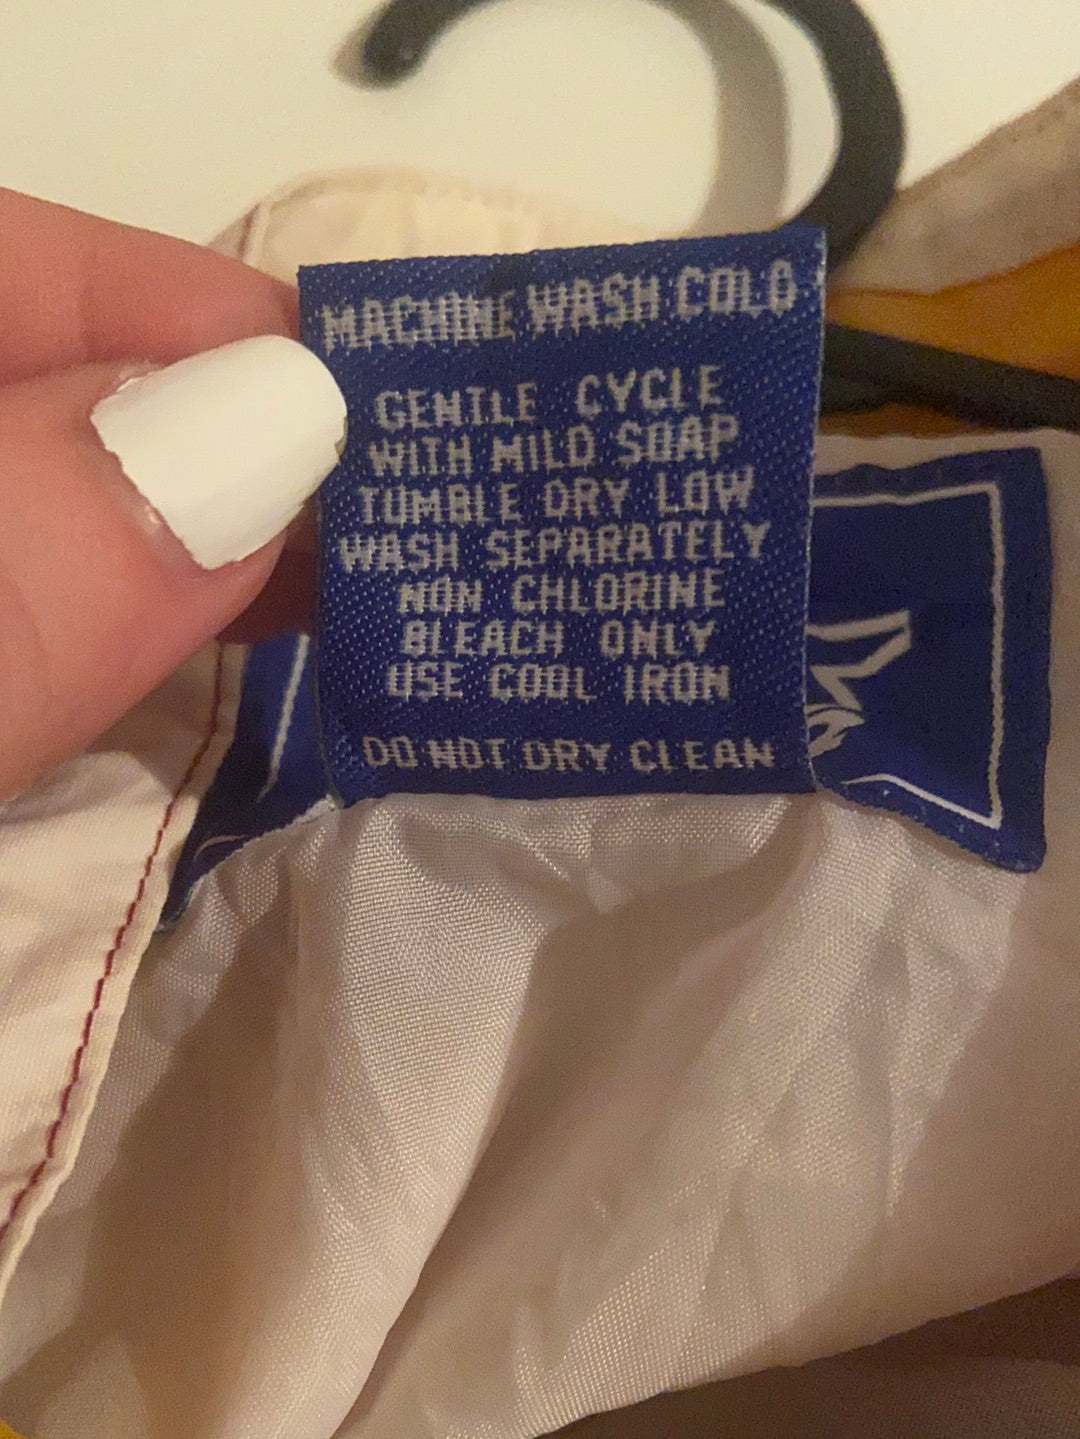 MACHINE WASH COLD
GENTLE CYCLE
WITH MILD SOAP
TUMBLE DRY LOW
WASH SEPARATELY
NON CHLORINE
BLEACH ONLY
USE COOL IRON
DO NOT DRY CLEAN